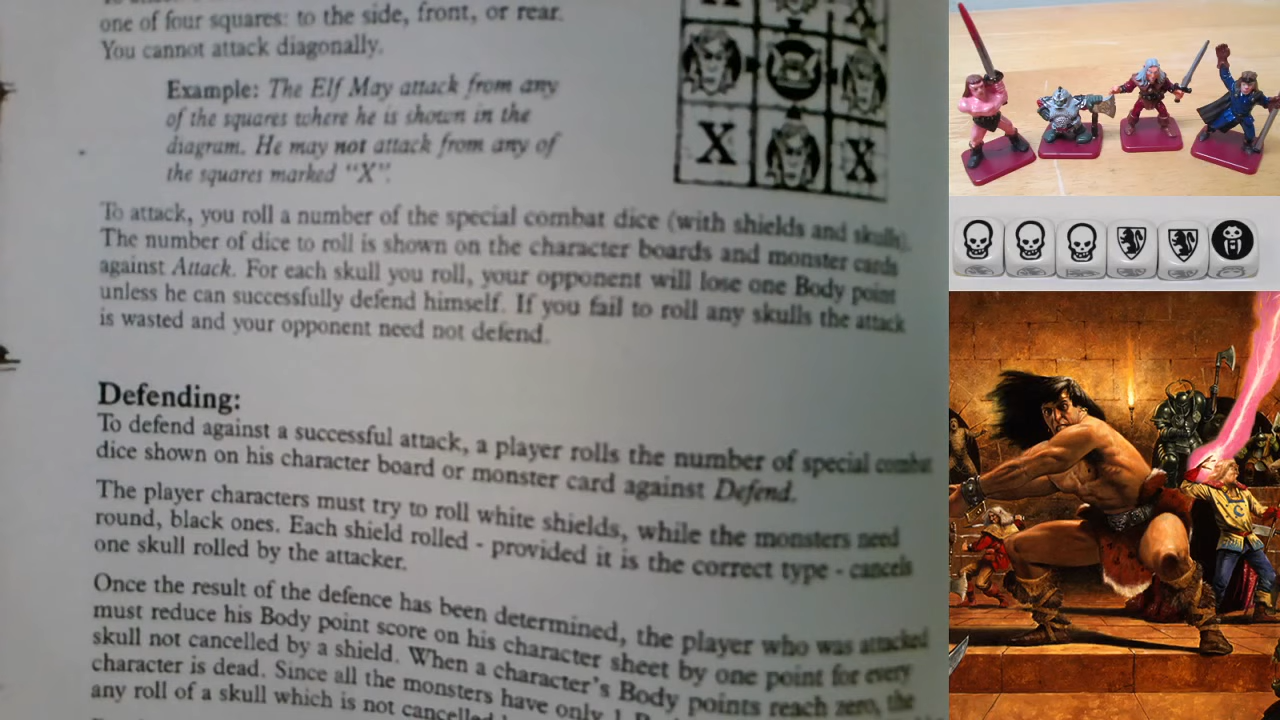 one of four squares: to the side, front, or rear.
You cannot attack diagonally.
Example: The Elf May attack from any
of the squares where he is shown in the
diagram. He may not attack from any of
the squares marked "X".
X X
X X
To attack, you roll a number of the special combat dice (with shields and skulls).
The number of dice to roll is shown on the character boards and monster cards
against Attack. For each skull you roll, your opponent will lose one Body point
unless he can successfully defend himself. If you fail to roll any skulls the attack
is wasted and your opponent need not defend.
Defending:
To defend against a successful attack, a player rolls the number of special combat
dice shown on his character board or monster card against Defend.
The player characters must try to roll white shields, while the monsters need
round, black ones. Each shield rolled - provided it is the correct type - cancels
one skull rolled by the attacker.
Once the result of the defence has been determined, the player who was attacked
must reduce his Body point score on his character sheet by one point for every
skull not cancelled by a shield. When a character's Body points reach zero, the
character is dead. Since all the monsters have only 1
any roll of a skull which is not cancelled